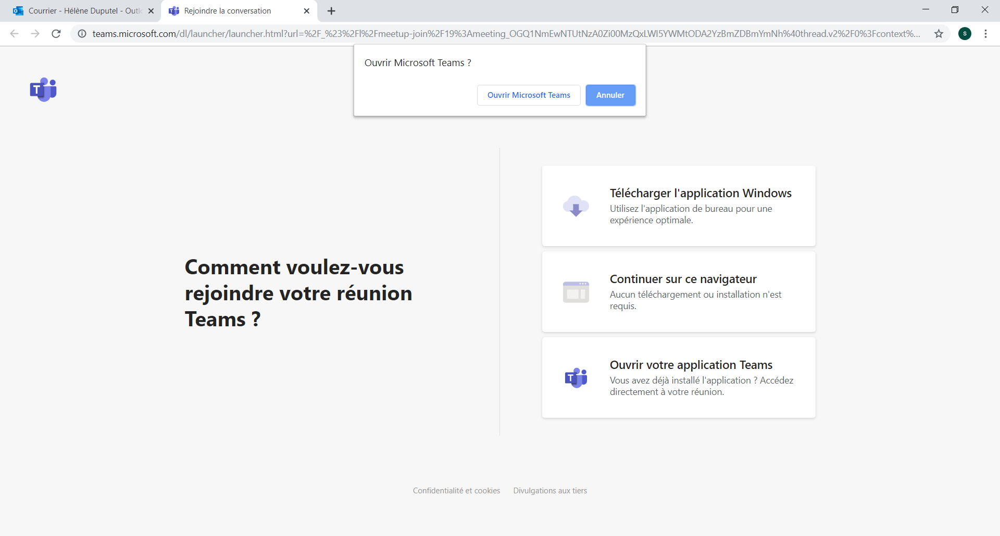 Courrier - Hélène Duputel - Outl
Rejoindre la conversation
teams.microsoft.com/dl/launcher/launcher.html?url=%2F_%23%2Fl%2Fmeetup-join%2F19%3Ameeting_OGQ1NmEwNTUtNzA0Zi00MzQxLWI5YWMtODA2YzBmZDBmYmNh%40thread.v2%2F0%3Fcontext%...
S
Ouvrir Microsoft Teams ?
Ouvrir Microsoft Teams
Annuler
T
Comment voulez-vous
rejoindre votre réunion
Teams ?
Télécharger l'application Windows
Utilisez l'application de bureau pour une
expérience optimale.
Continuer sur ce navigateur
Aucun téléchargement ou installation n'est
requis.
T
Ouvrir votre application Teams
Vous avez déjà installé l'application ? Accédez
directement à votre réunion.
Confidentialité et cookies
Divulgations aux tiers